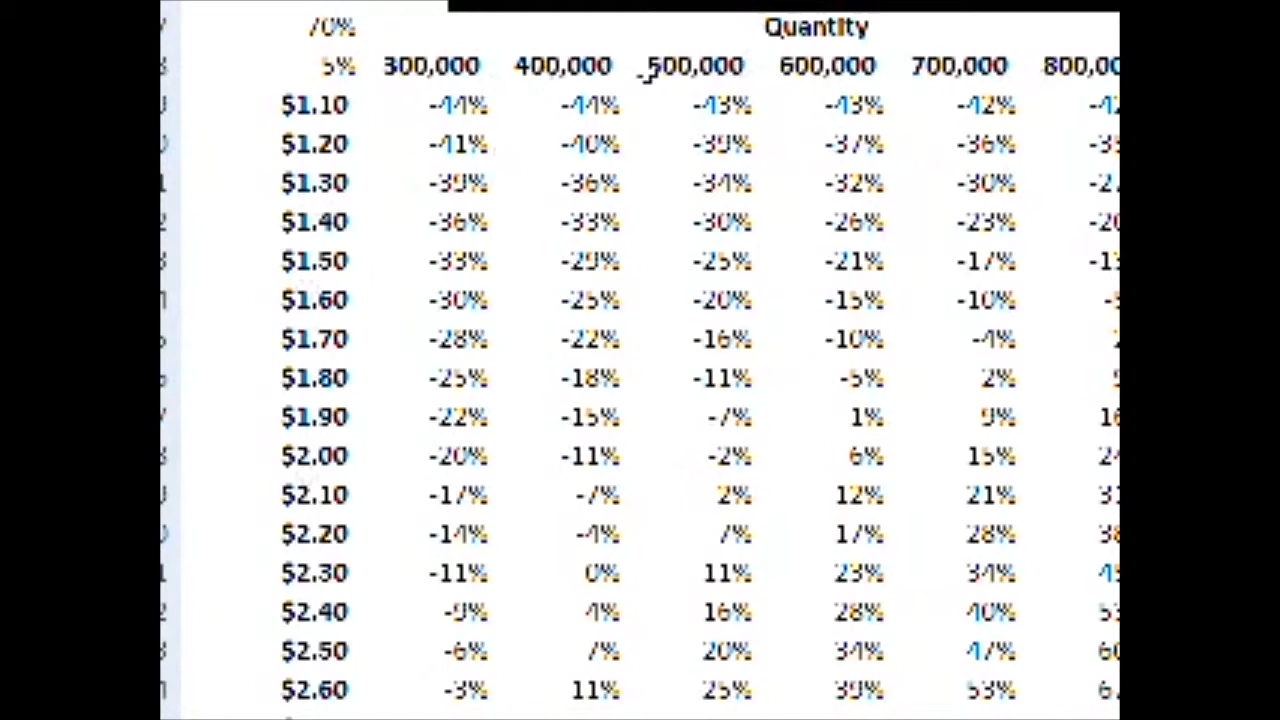 70% Quantity
5% 300,000 400,000 500,000 600,000 700,000
$1.10 -44% -44% -43% -43% -42%
$1.20 -41% -40% -39% -37% -36%
$1.30 -39% -36% -34% -32% -30%
$1.40 -36% -33% -30% -26% -23%
$1.50 -33% -29% -25% -21% -17%
$1.60 -30% -25% -20% -15% -10%
$1.70 -28% -22% -16% -10% -4%
$1.80 -25% -18% -11% -5% 2%
$1.90 -22% -15% -7% 1% 9%
$2.00 -20% -11% -2% 6% 15%
$2.10 -17% -7% 2% 12% 21%
$2.20 -14% -4% 7% 17% 28%
$2.30 -11% 0% 11% 23% 34%
$2.40 -9% 4% 16% 28% 40%
$2.50 -6% 7% 20% 34% 47%
$2.60 -3% 11% 25% 39% 53%